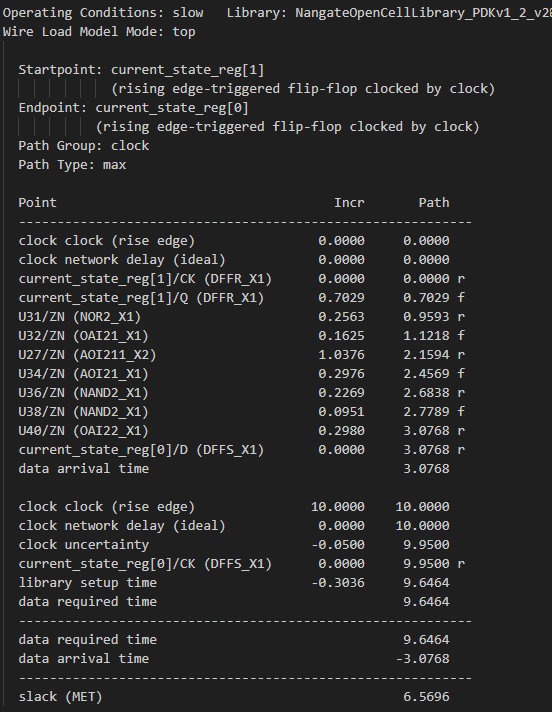 Operating Conditions: slow   Library: NangateOpenCellLibrary_PDKv1_2_v2
Wire Load Model Mode: top
Startpoint: current_state_reg[1]
(rising edge-triggered flip-flop clocked by clock)
Endpoint: current_state_reg[0]
(rising edge-triggered flip-flop clocked by clock)
Path Group: clock
Path Type: max
Point                                    Incr       Path
-----------------------------------------------------------
clock clock (rise edge)                0.0000     0.0000
clock network delay (ideal)            0.0000     0.0000
current_state_reg[1]/CK (DFFR_X1)      0.0000     0.0000 r
current_state_reg[1]/Q (DFFR_X1)       0.7029     0.7029 f
U31/ZN (NOR2_X1)                       0.2563     0.9593 r
U32/ZN (OAI21_X1)                      0.1625     1.1218 f
U27/ZN (AOI211_X2)                     1.0376     2.1594 r
U34/ZN (AOI21_X1)                      0.2976     2.4569 f
U36/ZN (NAND2_X1)                      0.2269     2.6838 r
U38/ZN (NAND2_X1)                      0.0951     2.7789 f
U40/ZN (OAI22_X1)                      0.2980     3.0768 r
current_state_reg[0]/D (DFFS_X1)       0.0000     3.0768 r
data arrival time                                 3.0768
clock clock (rise edge)               10.0000    10.0000
clock network delay (ideal)            0.0000    10.0000
clock uncertainty                     -0.0500     9.9500
current_state_reg[0]/CK (DFFS_X1)      0.0000     9.9500 r
library setup time                    -0.3036     9.6464
data required time                                9.6464
-----------------------------------------------------------
data required time                                9.6464
data arrival time                                -3.0768
-----------------------------------------------------------
slack (MET)                                       6.5696